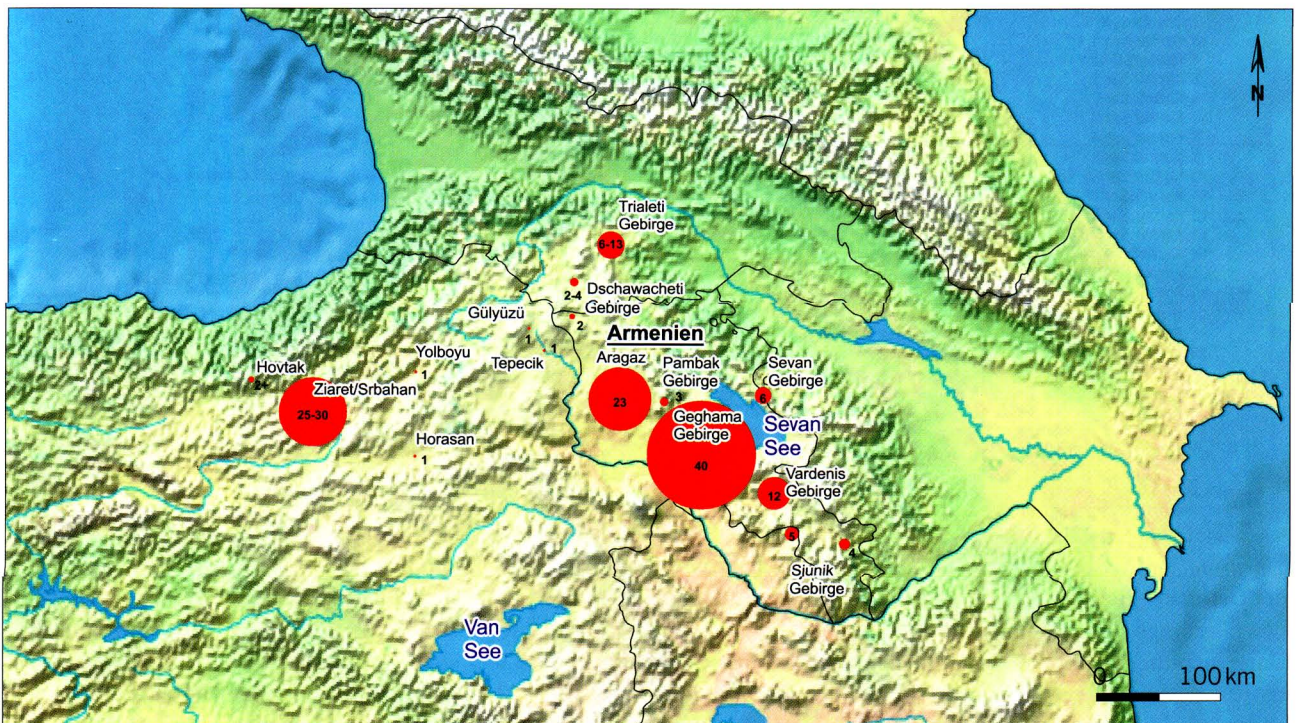 N
Trialeti
Gebirge
6-13
2-4
Dschawacheti
Gebirge
2
Gülyüzü
1
1
Tepecik
Armenien
Aragaz
23
Pambak
Gebirge
3
Sevan
Gebirge
6
Hovtak
2+
Yolboyu
1
Ziaret/Srbahan
25-30
Geghama
Gebirge
40
Sevan
See
Horasan
1
Vardenis
Gebirge
12
5
4
Sjunik
Gebirge
Van
See
0
100 km